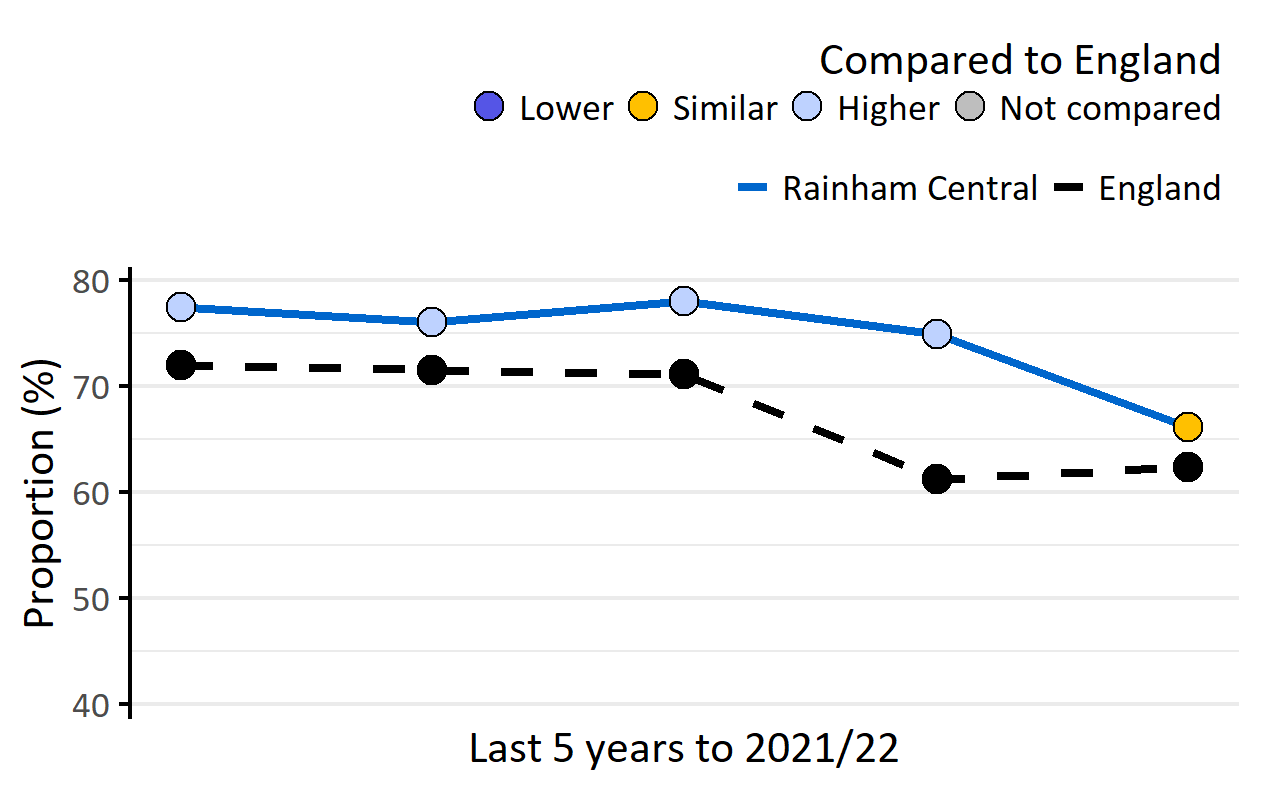 Compared to England
Lower Similar Higher Not compared
Rainham Central England
80
70
60
50
40
Proportion (%)
Last 5 years to 2021/22